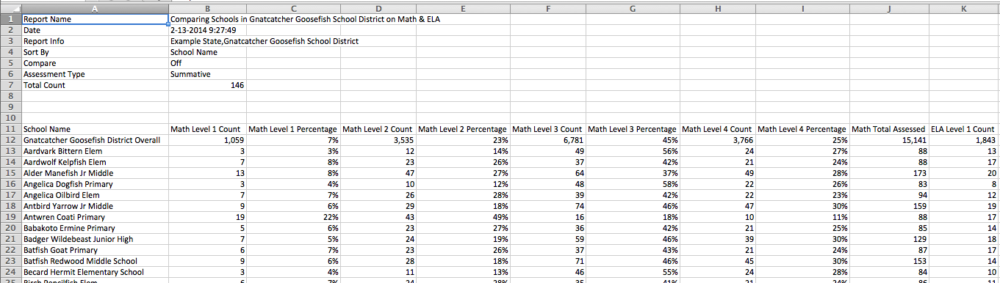 A B C D E F G H I J K
1 Report Name Comparing Schools in Gnatcatcher Goosefish School District on Math & ELA
2 Date 2-13-2014 9:27:49
3 Report Info Example State,Gnatcatcher Goosefish School District
4 Sort By School Name
5 Compare Off
6 Assessment Type Summative
7 Total Count 146
8
9
10
11 School Name Math Level 1 Count Math Level 1 Percentage Math Level 2 Count Math Level 2 Percentage Math Level 3 Count Math Level 3 Percentage Math Level 4 Count Math Level 4 Percentage Math Total Assessed ELA Level 1 Count
12 Gnatcatcher Goosefish District Overall 1,059 7% 3,535 23% 6,781 45% 3,766 25% 15,141 1,843
13 Aardvark Bittern Elem 3 3% 12 14% 49 56% 24 27% 88 13
14 Aardwolf Kelpfish Elem 7 8% 23 26% 37 42% 21 24% 88 17
15 Alder Manefish Jr Middle 13 8% 47 27% 64 37% 49 28% 173 20
16 Angelica Dogfish Primary 3 4% 10 12% 48 58% 22 26% 83 8
17 Angelica Oilbird Elem 7 7% 26 28% 39 42% 22 23% 94 12
18 Antbird Yarrow Jr Middle 9 6% 29 18% 74 46% 47 30% 159 19
19 Antwren Coati Primary 19 22% 43 49% 16 18% 10 11% 88 17
20 Babakoto Ermine Primary 5 6% 23 27% 36 42% 21 25% 85 14
21 Badger Wildebeast Junior High 7 5% 24 19% 59 46% 39 30% 129 18
22 Batfish Goat Primary 6 7% 23 26% 37 43% 21 24% 87 17
23 Batfish Redwood Middle School 9 6% 28 18% 71 46% 45 30% 153 14
24 Becard Hermit Elementary School 3 4% 11 13% 46 55% 24 28% 84 10
25 Birch Pencilfish Elem 6 7% 24 28% 35 41% 21 24% 86 11